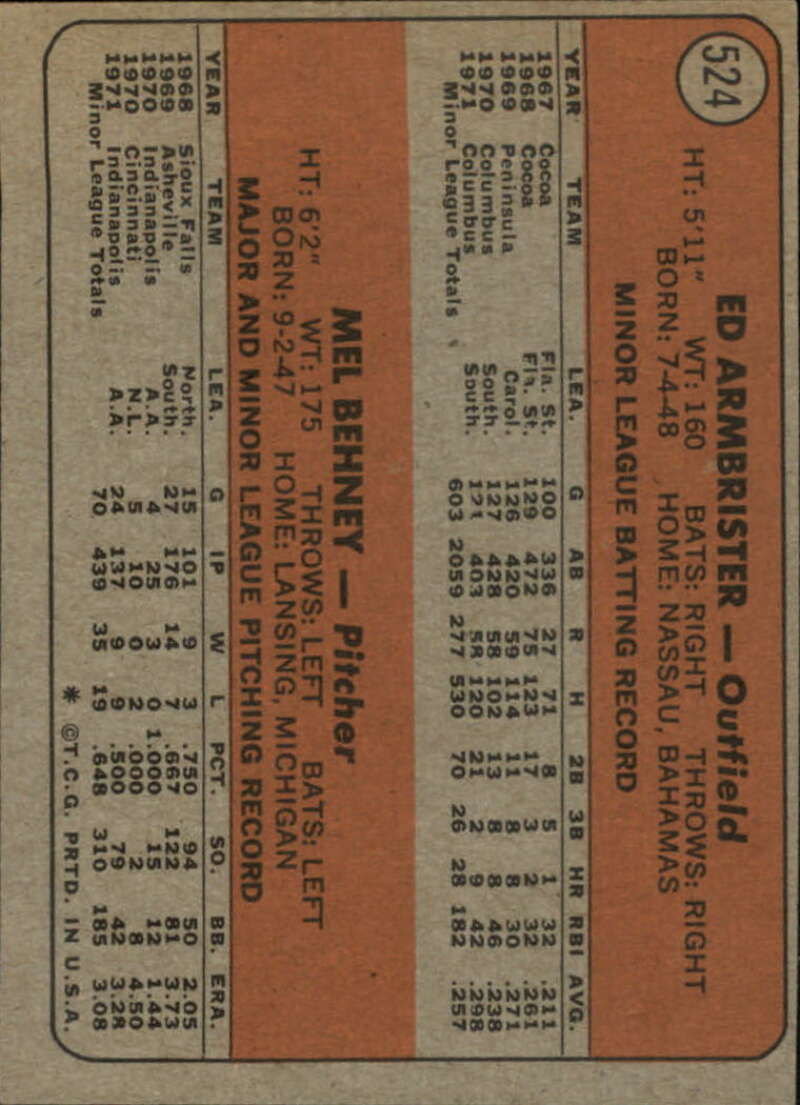 524
ED ARMBRISTER — Outfield
HT: 5'11" WT: 160 BATS: RIGHT THROWS: RIGHT
BORN: 7-4-48 HOME: NASSAU, BAHAMAS
MINOR LEAGUE BATTING RECORD
YEAR TEAM LEA. G AB R H 2B 3B HR RBI AVG.
1967 Cocoa Fla. St. 100 336 27 71 8 5 1 32 .211
1968 Cocoa Fla. St. 129 472 75 123 17 3 2 32 .261
1969 Peninsula Carol. 126 420 59 114 11 8 8 30 .271
1970 Columbus South. 127 428 58 102 13 8 8 46 .238
1971 Columbus South. 121 403 58 120 21 2 9 42 .298
Minor League Totals 603 2059 277 530 70 26 28 182 .257
MEL BEHNEY — Pitcher
HT: 6'2" WT: 175 THROWS: LEFT BATS: LEFT
BORN: 9-2-47 HOME: LANSING, MICHIGAN
MAJOR AND MINOR LEAGUE PITCHING RECORD
YEAR TEAM LEA. G IP W L PCT. SO. BB. ERA.
1968 Sioux Falls North. 15 101 9 3 .750 94 50 2.05
1969 Asheville South. 27 176 14 7 .667 122 81 3.73
1970 Indianapolis A.A. 4 25 3 0 1.000 15 12 1.44
1970 Cincinnati N.L. 5 10 0 2 .000 2 8 4.50
1971 Indianapolis A.A. 24 137 9 9 .500 79 42 3.28
Minor League Totals 70 439 35 19 .648 310 185 3.08
* ©T.C.G. PRTD. IN U.S.A.